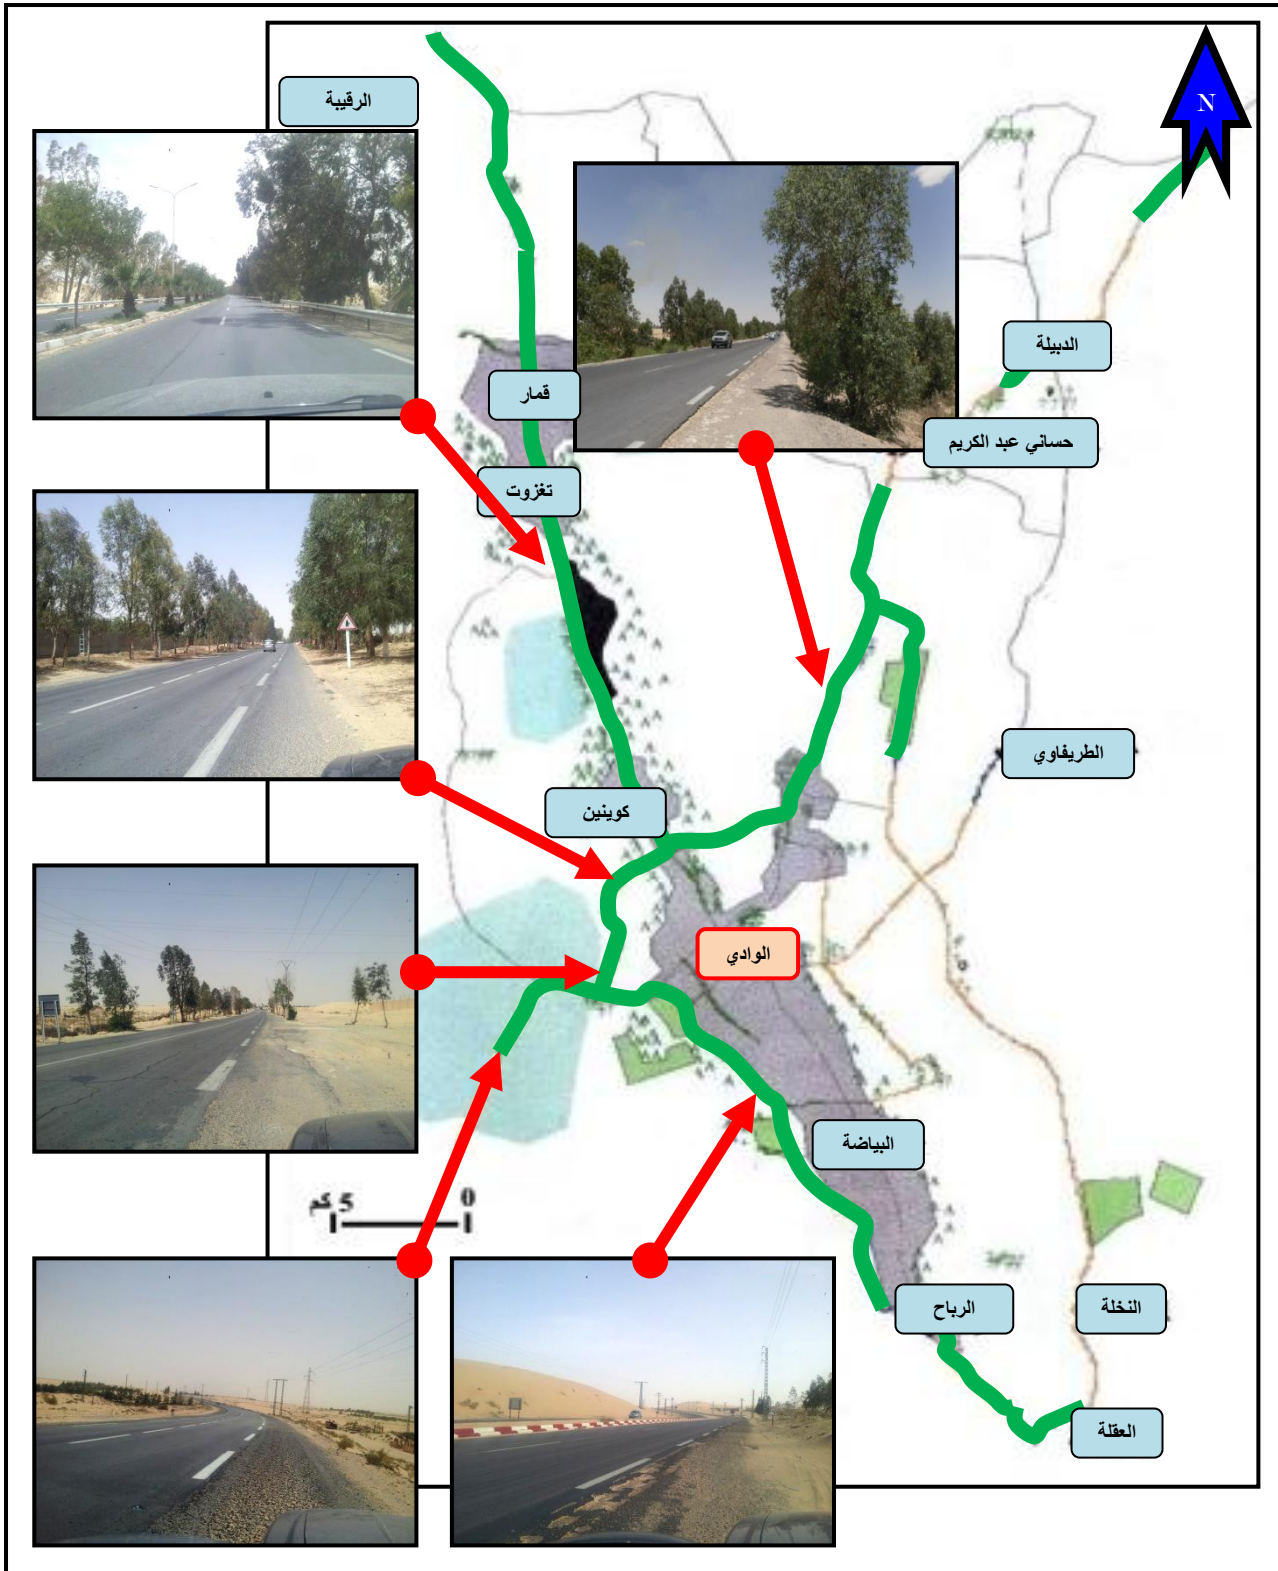 N
الرقيبة
الدبيلة
قمار
حساني عبد الكريم
تغزوت
الطريفاوي
كوينين
الوادي
البياضة
5 كم
0
الرباح
النخلة
العقلة